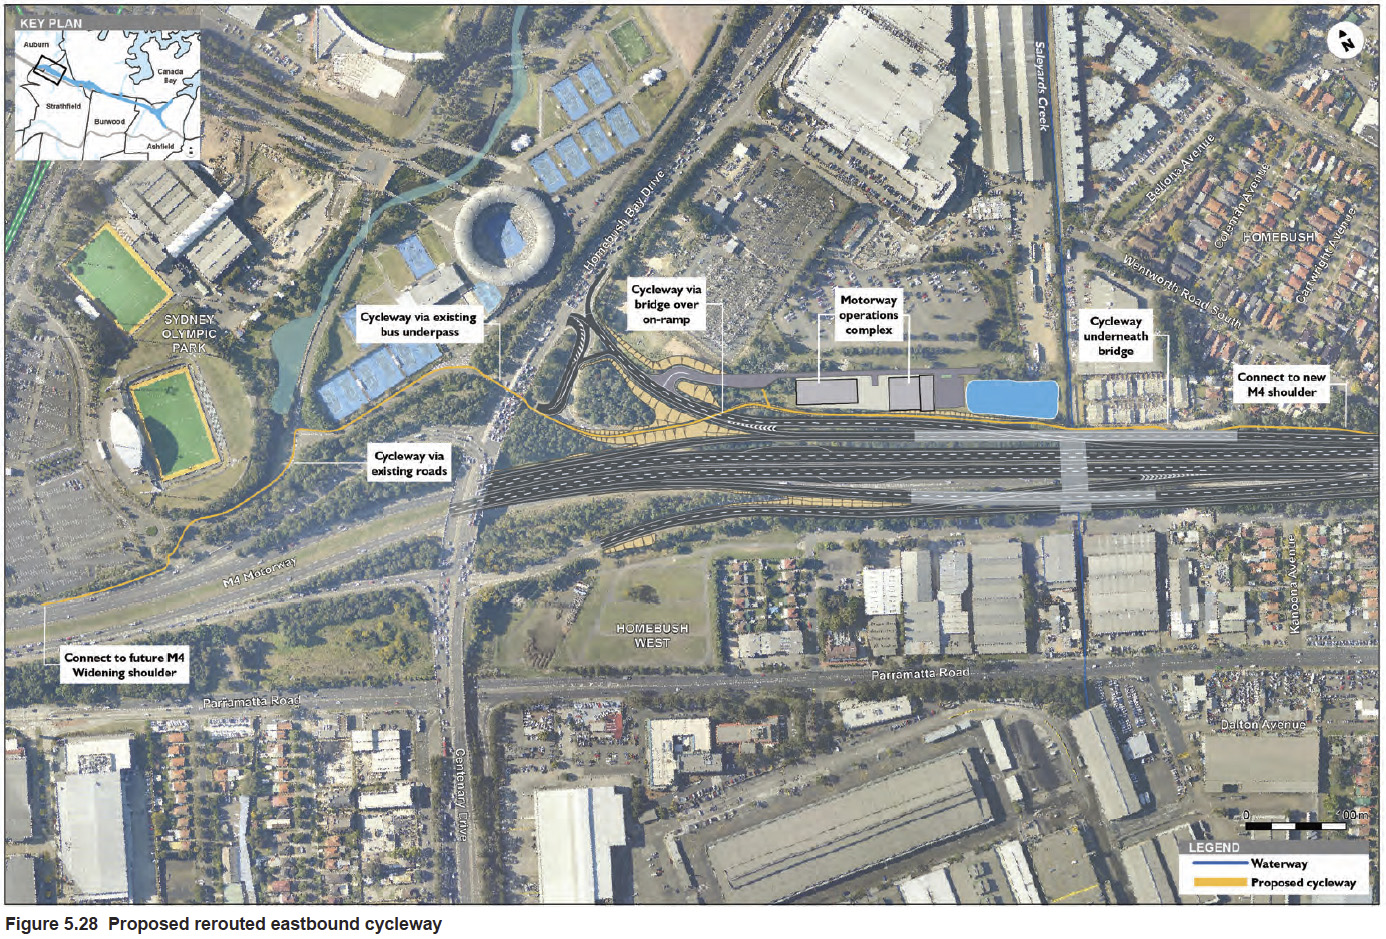 KEY PLAN
Auburn
Canada
Bay
Strathfield
Burwood
Ashfield
N
Saleyards Creek
Bellona Avenue
Coleman Avenue
HOMEBUSH
Cartwright Avenue
Wentworth Road South
Homebush Bay Drive
SYDNEY
OLYMPIC
PARK
Cycleway via existing
bus underpass
Cycleway via
bridge over
on-ramp
Motorway
operations
complex
Cycleway
underneath
bridge
Connect to new
M4 shoulder
Cycleway via
existing roads
M4 Motorway
Connect to future M4
Widening shoulder
HOMEBUSH
WEST
Parramatta Road
Parramatta Road
Centenary Drive
Kanoona Avenue
Dalton Avenue
0 100m
LEGEND
Waterway
Proposed cycleway
Figure 5.28 Proposed rerouted eastbound cycleway